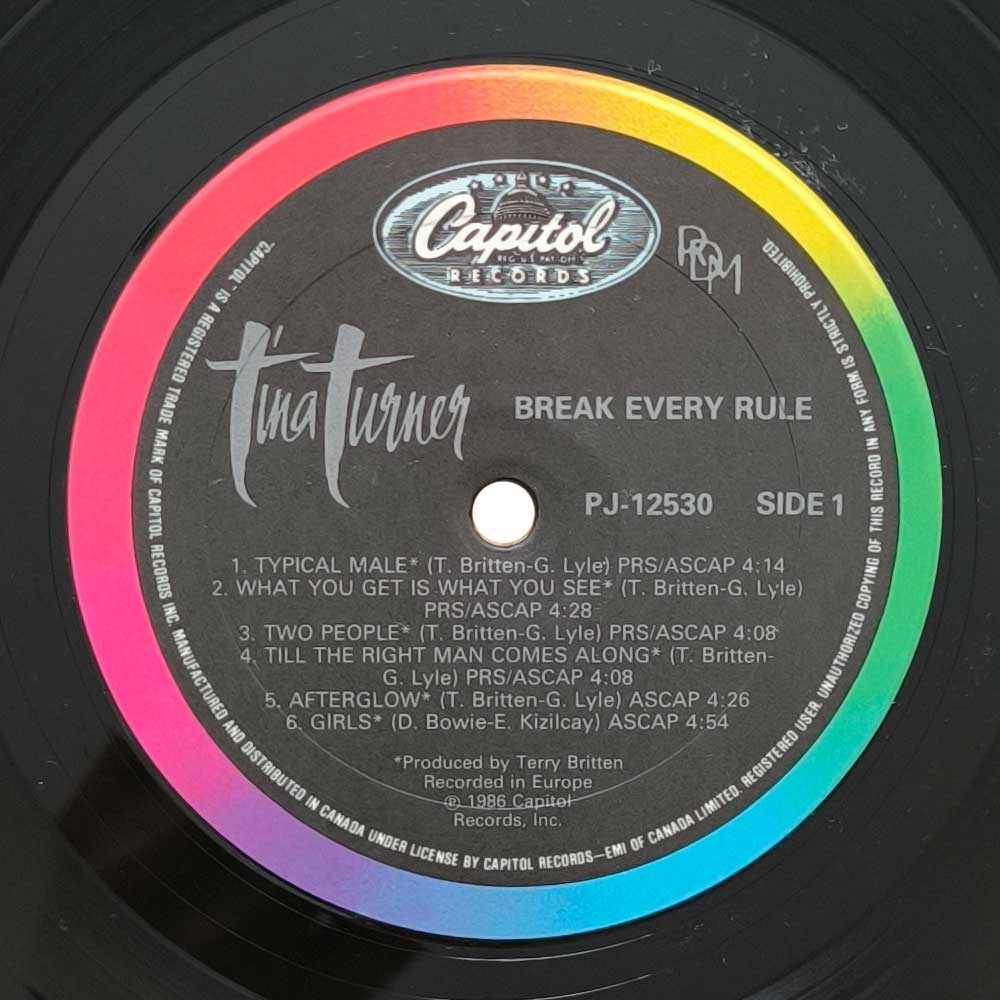 Capitol
REG. U.S. PAT. OFF.
RECORDS
Tina Turner
BREAK EVERY RULE
PJ-12530 SIDE 1
1. TYPICAL MALE* (T. Britten-G. Lyle) PRS/ASCAP 4:14
2. WHAT YOU GET IS WHAT YOU SEE* (T. Britten-G. Lyle)
PRS/ASCAP 4:28
3. TWO PEOPLE* (T. Britten-G. Lyle) PRS/ASCAP 4:08
4. TILL THE RIGHT MAN COMES ALONG* (T. Britten-
G. Lyle) PRS/ASCAP 4:08
5. AFTERGLOW* (T. Britten-G. Lyle) ASCAP 4:26
6. GIRLS* (D. Bowie-E. Kizilcay) ASCAP 4:54
*Produced by Terry Britten
Recorded in Europe
℗ 1986 Capitol
Records, Inc.
"CAPITOL" IS A REGISTERED TRADE MARK OF CAPITOL RECORDS INC. MANUFACTURED AND DISTRIBUTED IN CANADA UNDER LICENSE BY CAPITOL RECORDS—EMI OF CANADA LIMITED. REGISTERED USER. UNAUTHORIZED COPYING OF THIS RECORD IN ANY FORM IS STRICTLY PROHIBITED.